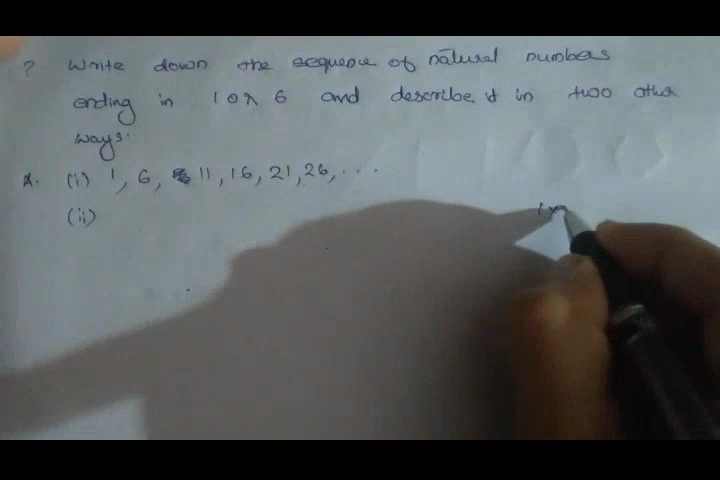 ? Write down the sequence of natural numbers
ending in 1 or 6 and describe it in two other
ways.
A. (i) 1, 6, 11, 16, 21, 26, ...
(ii)